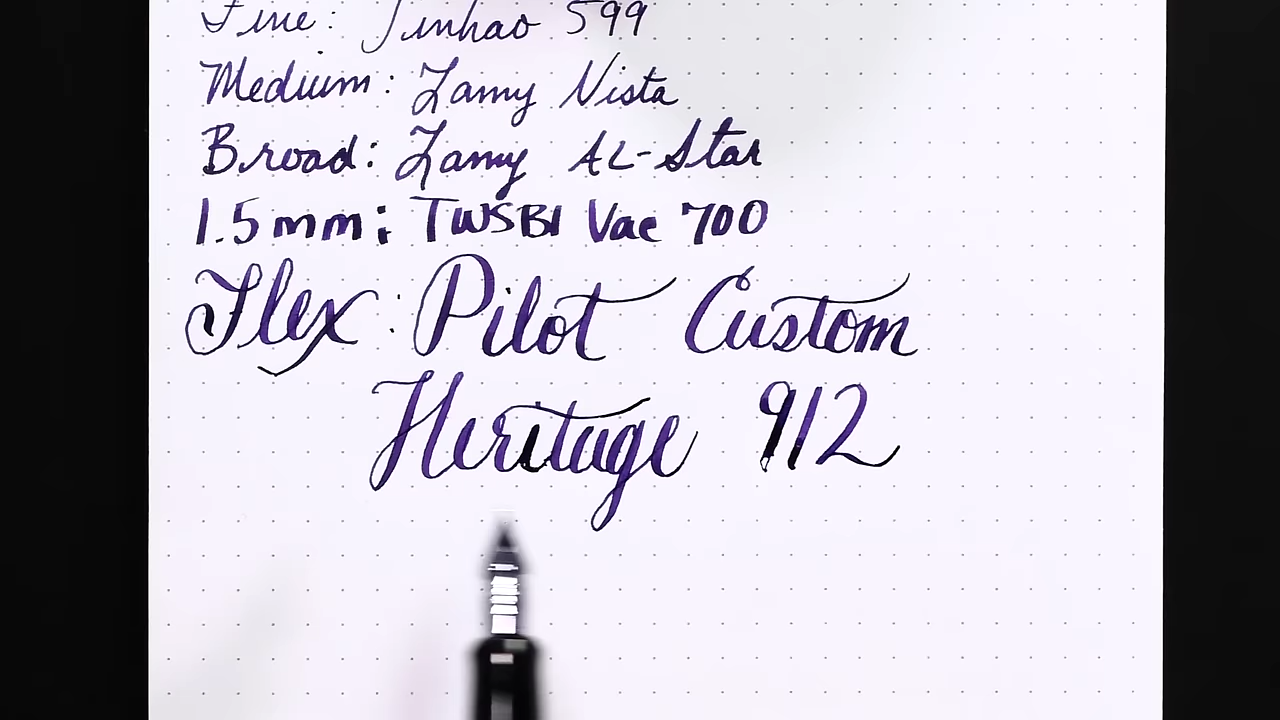 Fine: Jinhao 599
Medium: Lamy Vista
Broad: Lamy AL-Star
1.5mm: TWSBI Vac 700
Flex: Pilot Custom
Heritage 912